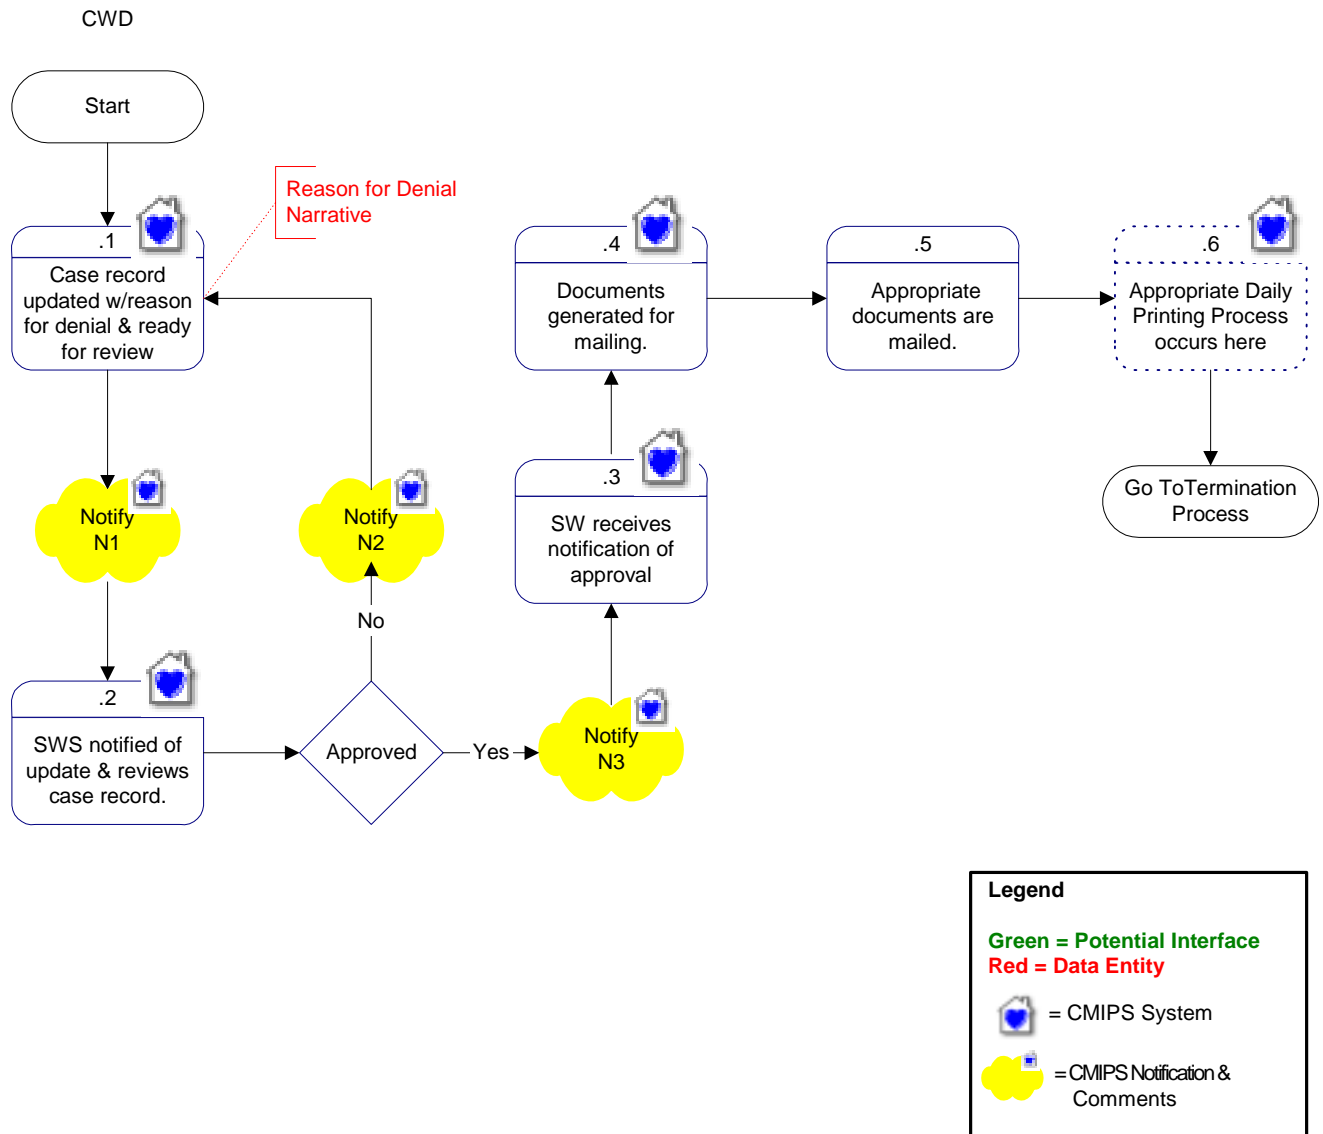 CWD
Start
Reason for Denial
Narrative
.1
Case record
updated w/reason
for denial & ready
for review
.4
Documents
generated for
mailing.
.5
Appropriate
documents are
mailed.
.6
Appropriate Daily
Printing Process
occurs here
Notify
N1
Notify
N2
.3
SW receives
notification of
approval
Go ToTermination
Process
No
.2
SWS notified of
update & reviews
case record.
Approved
Yes
Notify
N3
Legend
Green = Potential Interface
Red = Data Entity
= CMIPS System
= CMIPS Notification &
Comments